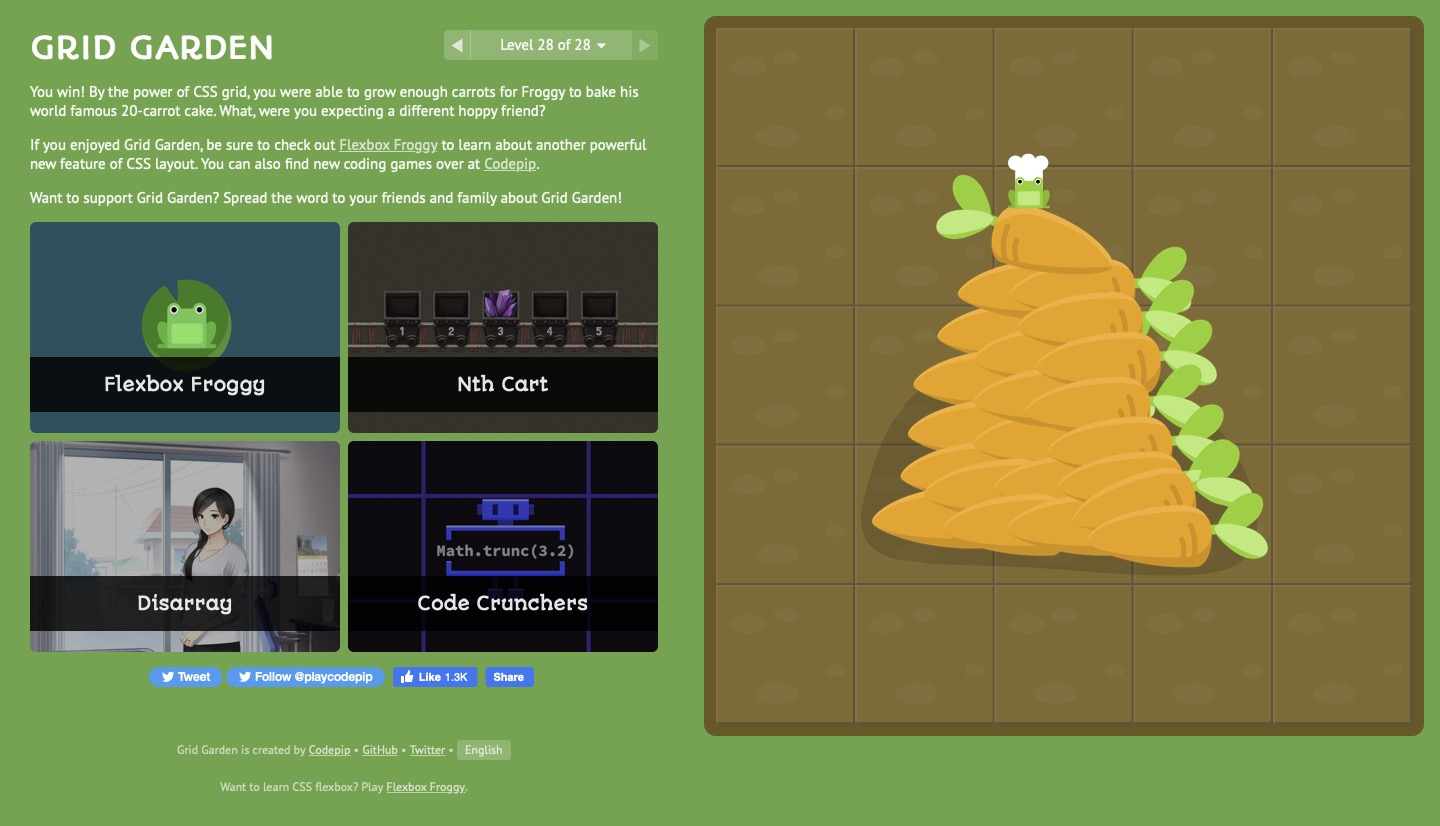 GRID GARDEN
Level 28 of 28
You win! By the power of CSS grid, you were able to grow enough carrots for Froggy to bake his
world famous 20-carrot cake. What, were you expecting a different hoppy friend?
If you enjoyed Grid Garden, be sure to check out Flexbox Froggy to learn about another powerful
new feature of CSS layout. You can also find new coding games over at Codepip.
Want to support Grid Garden? Spread the word to your friends and family about Grid Garden!
Flexbox Froggy
1 2 3 4 5
Nth Cart
Disarray
Math.trunc(3.2)
Code Crunchers
Tweet Follow @playcodepip Like 1.3K Share
Grid Garden is created by Codepip • GitHub • Twitter • English
Want to learn CSS flexbox? Play Flexbox Froggy.